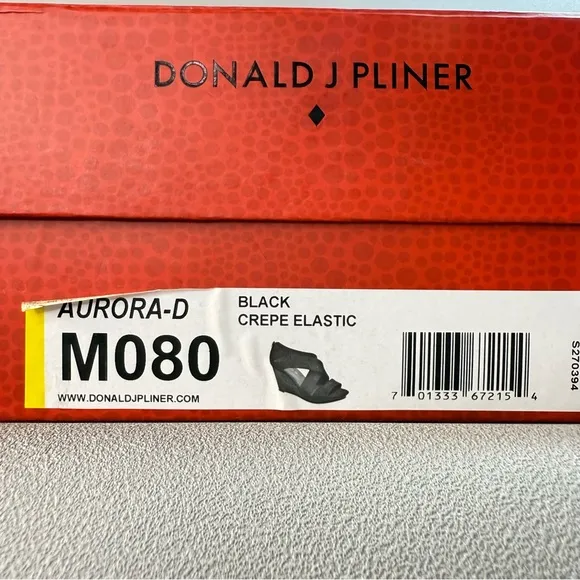 DONALD J PLINER
AURORA-D
M080
WWW.DONALDJPLINER.COM
BLACK
CREPE ELASTIC
7 01333 67215 4
S270394